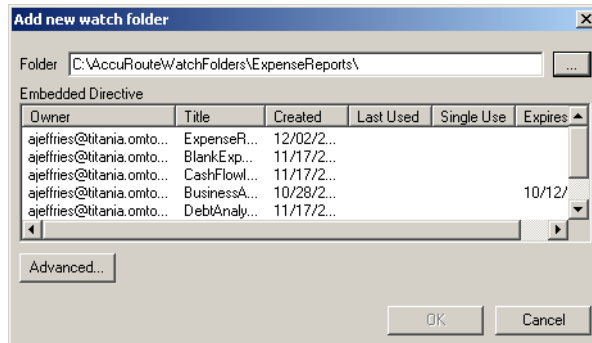 Add new watch folder
Folder C:\AccuRouteWatchFolders\ExpenseReports\ ...
Embedded Directive
Owner Title Created Last Used Single Use Expires
ajeffries@titania.omto... ExpenseR... 12/02/2...
ajeffries@titania.omto... BlankExp... 11/17/2...
ajeffries@titania.omto... CashFlowI... 11/17/2...
ajeffries@titania.omto... BusinessA... 10/28/2... 10/12/
ajeffries@titania.omto... DebtAnaly... 11/17/2...
Advanced...
OK Cancel